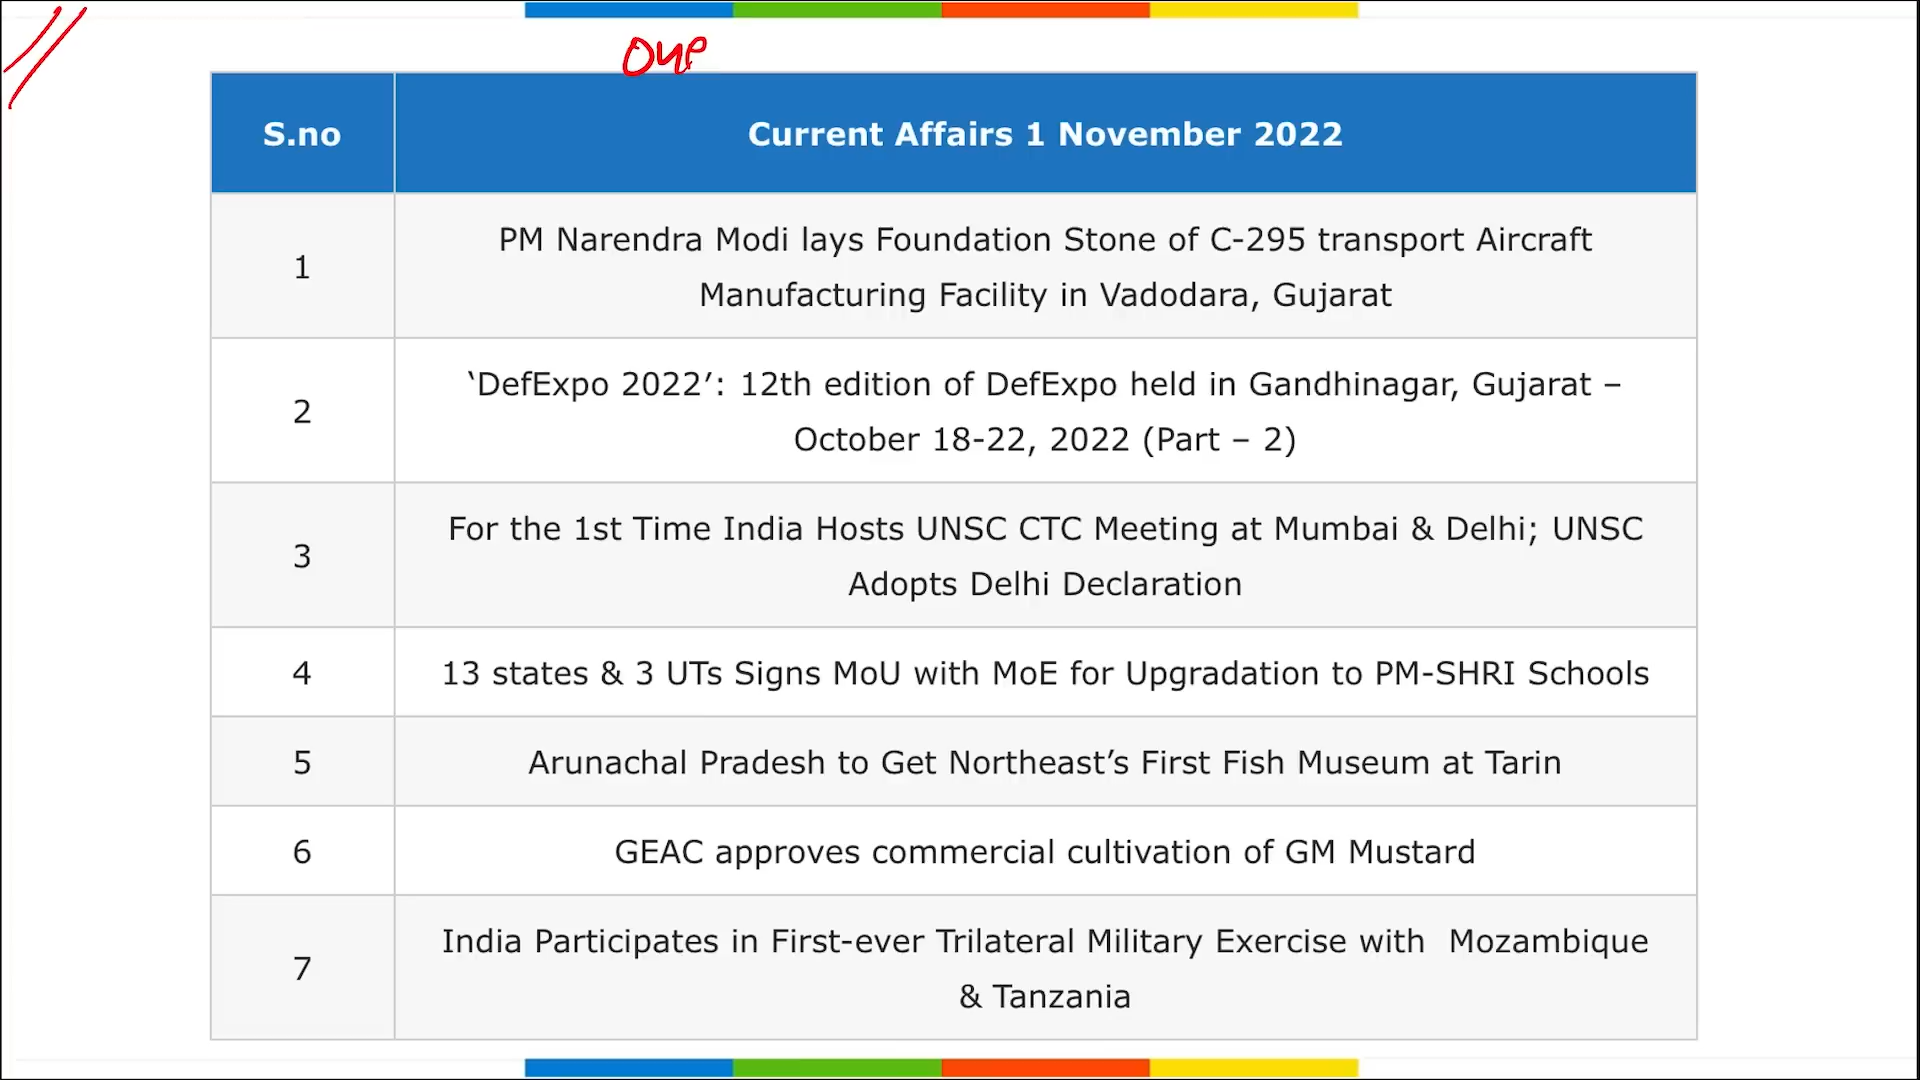 S.no Current Affairs 1 November 2022
1 PM Narendra Modi lays Foundation Stone of C-295 transport Aircraft
Manufacturing Facility in Vadodara, Gujarat
2 ‘DefExpo 2022’: 12th edition of DefExpo held in Gandhinagar, Gujarat –
October 18-22, 2022 (Part – 2)
3 For the 1st Time India Hosts UNSC CTC Meeting at Mumbai & Delhi; UNSC
Adopts Delhi Declaration
4 13 states & 3 UTs Signs MoU with MoE for Upgradation to PM-SHRI Schools
5 Arunachal Pradesh to Get Northeast’s First Fish Museum at Tarin
6 GEAC approves commercial cultivation of GM Mustard
7 India Participates in First-ever Trilateral Military Exercise with Mozambique
& Tanzania